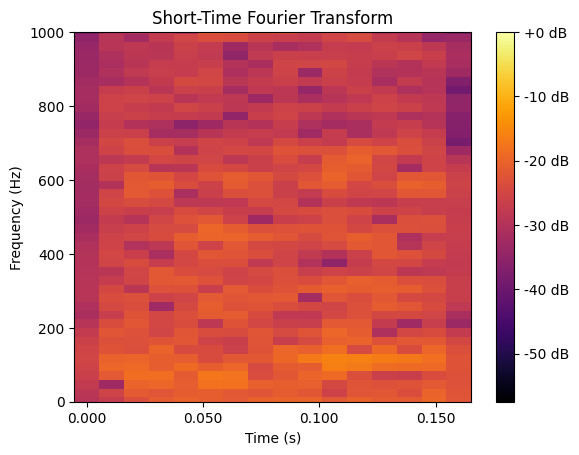 Short-Time Fourier Transform
Frequency (Hz)
1000
800
600
400
200
0
0.000
0.050
0.100
0.150
Time (s)
+0 dB
-10 dB
-20 dB
-30 dB
-40 dB
-50 dB